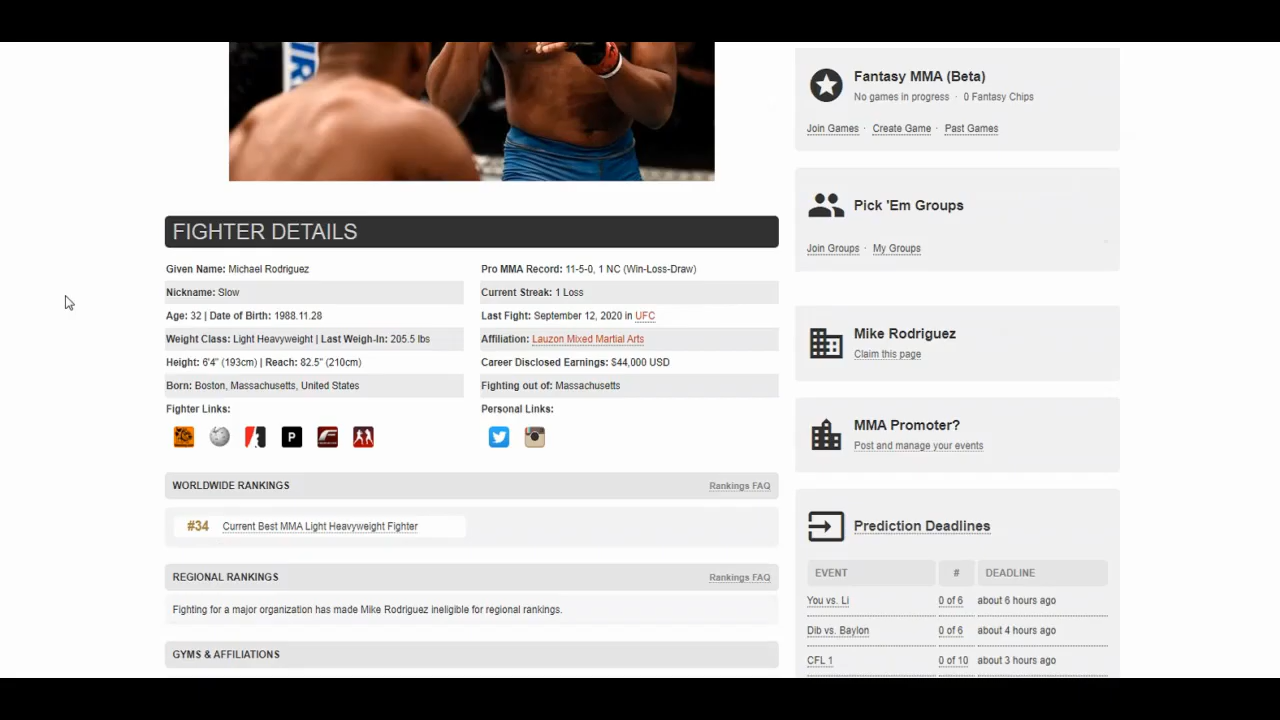 FIGHTER DETAILS
Given Name: Michael Rodriguez
Nickname: Slow
Age: 32 | Date of Birth: 1988.11.28
Weight Class: Light Heavyweight | Last Weigh-In: 205.5 lbs
Height: 6'4" (193cm) | Reach: 82.5" (210cm)
Born: Boston, Massachusetts, United States
Fighter Links:
Pro MMA Record: 11-5-0, 1 NC (Win-Loss-Draw)
Current Streak: 1 Loss
Last Fight: September 12, 2020 in UFC
Affiliation: Lauzon Mixed Martial Arts
Career Disclosed Earnings: $44,000 USD
Fighting out of: Massachusetts
Personal Links:
P
WORLDWIDE RANKINGS
Rankings FAQ
#34 Current Best MMA Light Heavyweight Fighter
REGIONAL RANKINGS
Rankings FAQ
Fighting for a major organization has made Mike Rodriguez ineligible for regional rankings.
GYMS & AFFILIATIONS
Fantasy MMA (Beta)
No games in progress · 0 Fantasy Chips
Join Games · Create Game · Past Games
Pick 'Em Groups
Join Groups · My Groups
Mike Rodriguez
Claim this page
MMA Promoter?
Post and manage your events
Prediction Deadlines
EVENT # DEADLINE
You vs. Li 0 of 6 about 6 hours ago
Dib vs. Baylon 0 of 6 about 4 hours ago
CFL 1 0 of 10 about 3 hours ago